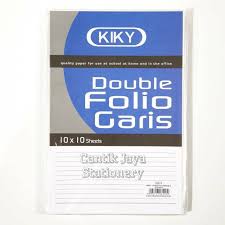 KIKY
quality paper for use at school at home and in the office
Double
Folio
Garis
10 x 10 Sheets
Cantik Jaya
Stationery